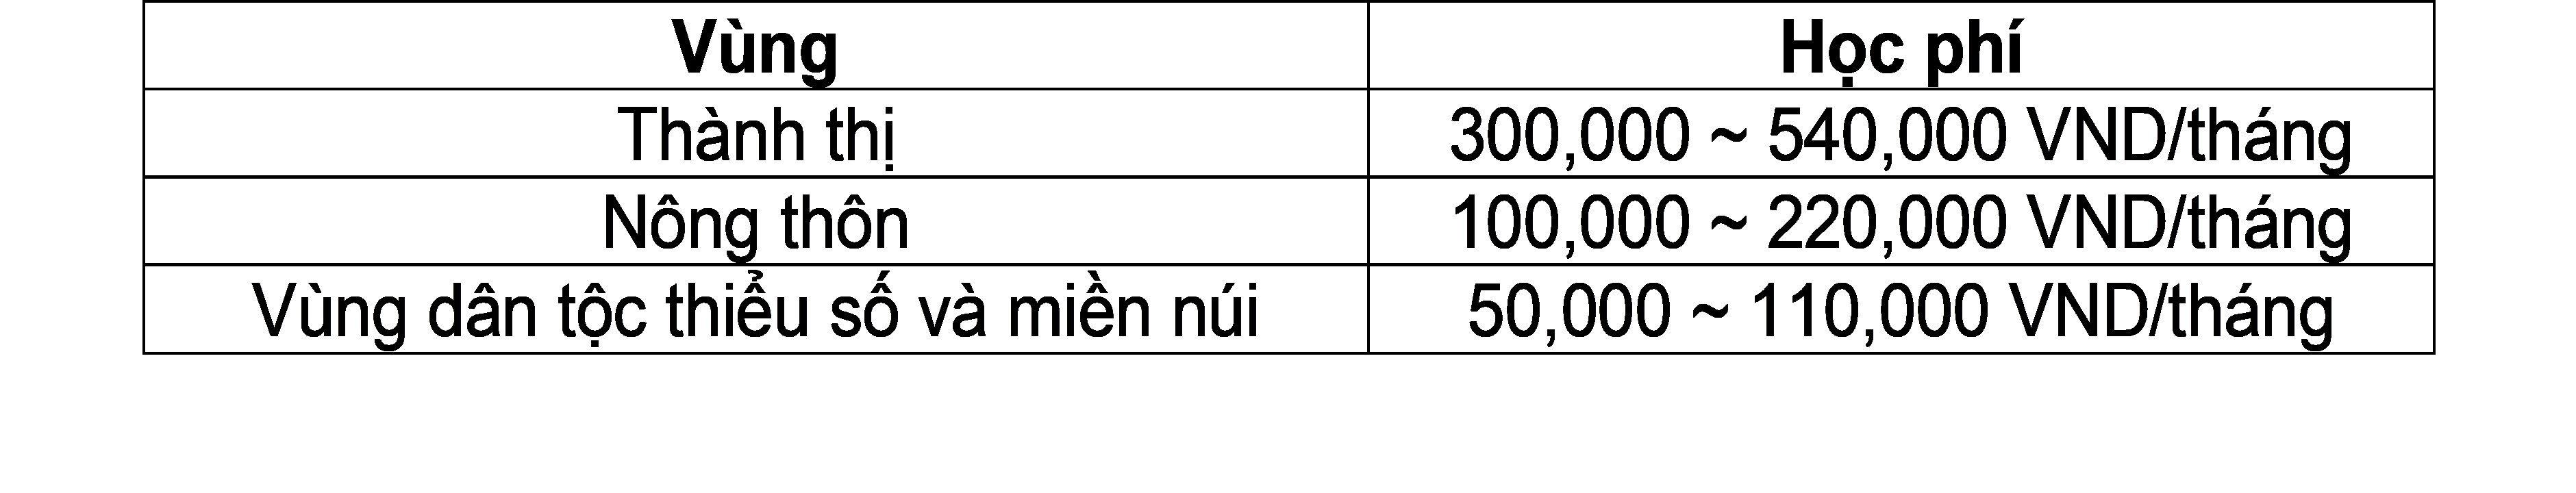 Vùng Học phí
Thành thị 300,000 ~ 540,000 VND/tháng
Nông thôn 100,000 ~ 220,000 VND/tháng
Vùng dân tộc thiểu số và miền núi 50,000 ~ 110,000 VND/tháng